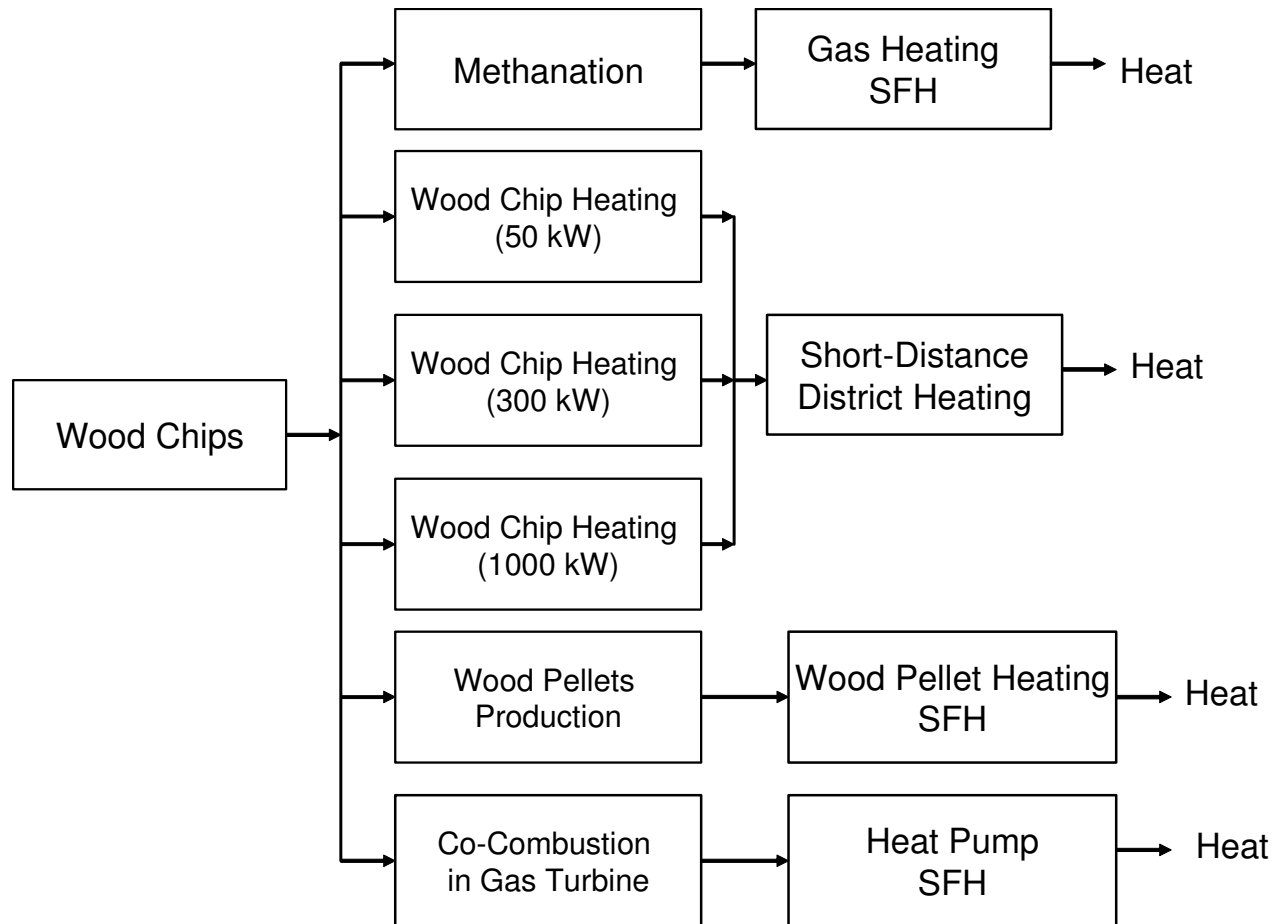 Methanation
Gas Heating
SFH
Heat
Wood Chip Heating
(50 kW)
Wood Chip Heating
(300 kW)
Short-Distance
District Heating
Heat
Wood Chips
Wood Chip Heating
(1000 kW)
Wood Pellets
Production
Wood Pellet Heating
SFH
Heat
Co-Combustion
in Gas Turbine
Heat Pump
SFH
Heat